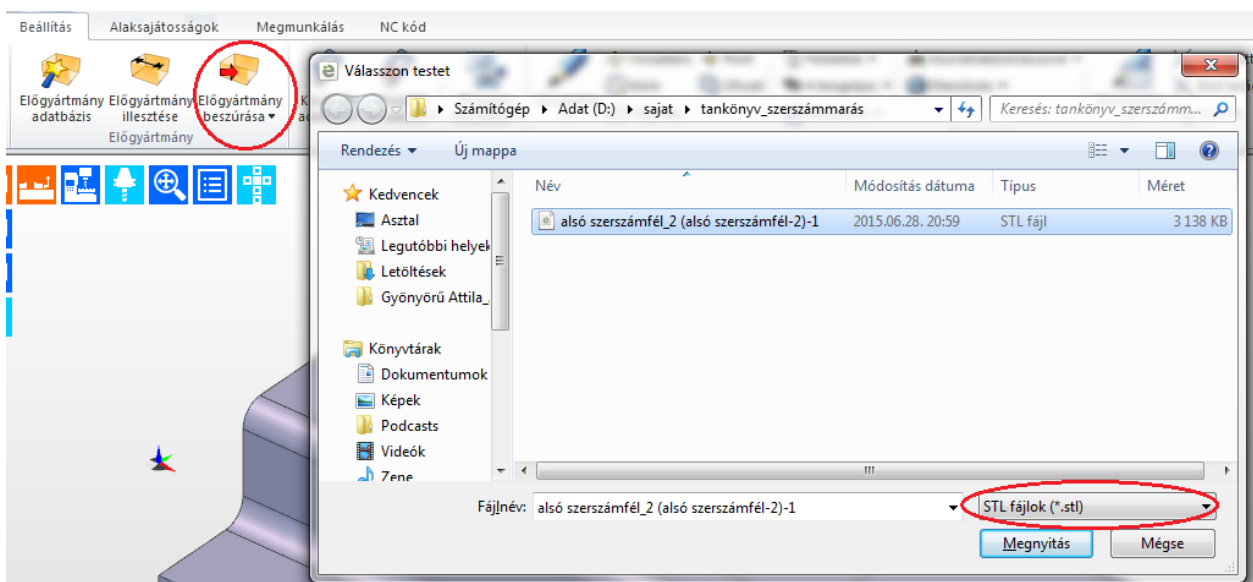 Beállítás Alaksajátosságok Megmunkálás NC kód
Előgyártmány adatbázis
Előgyártmány illesztése
Előgyártmány beszúrása
Előgyártmány
Válasszon testet
Számítógép Adat (D:) sajat tankönyv_szerszámmarás
Keresés: tankönyv_szerszámm...
Rendezés Új mappa
Név Módosítás dátuma Típus Méret
alsó szerszámfél_2 (alsó szerszámfél-2)-1 2015.06.28. 20:59 STL fájl 3 138 KB
Kedvencek
Asztal
Legutóbbi helyek
Letöltések
Gyönyörű Attila_
Könyvtárak
Dokumentumok
Képek
Podcasts
Videók
Zene
Fájlnév: alsó szerszámfél_2 (alsó szerszámfél-2)-1 STL fájlok (*.stl)
Megnyitás Mégse